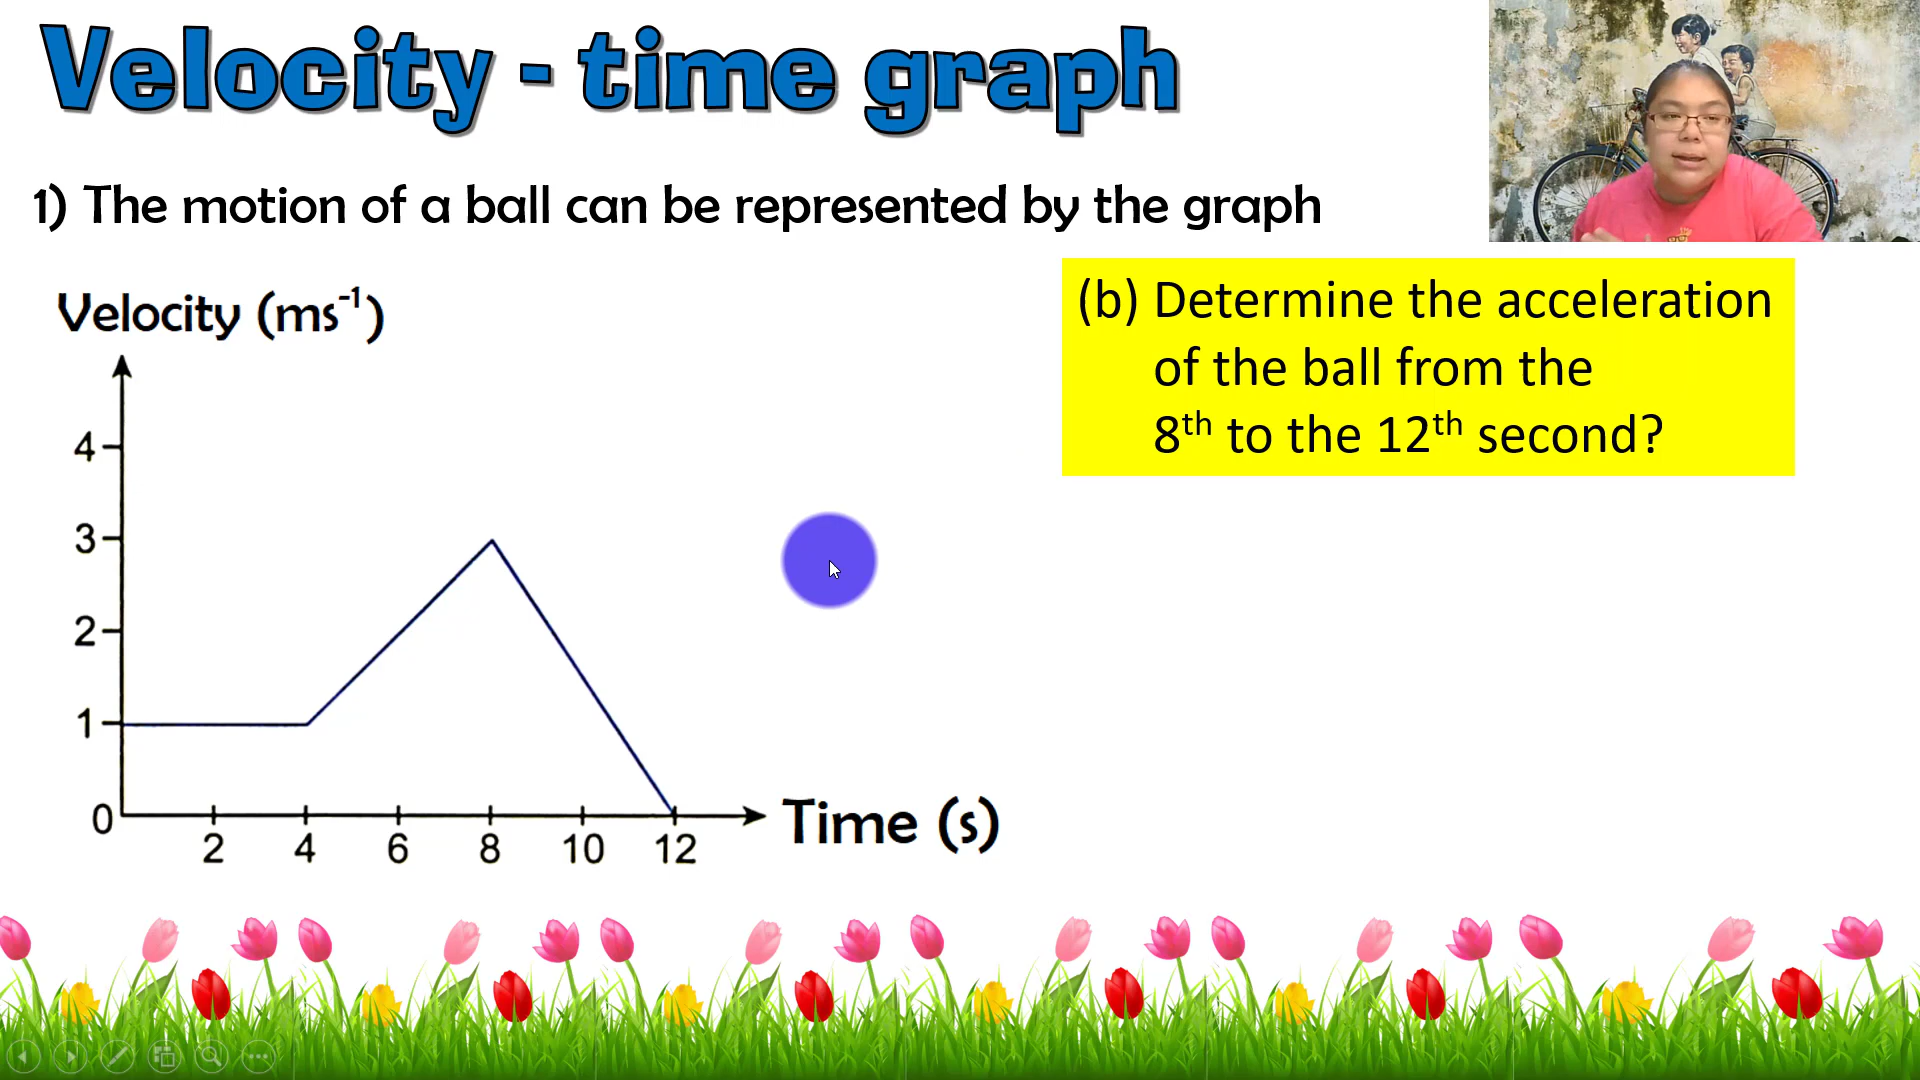 Velocity - time graph
1) The motion of a ball can be represented by the graph
(b) Determine the acceleration
of the ball from the
8th to the 12th second?
Velocity (ms⁻¹)
4
3
2
1
0
2 4 6 8 10 12
Time (s)